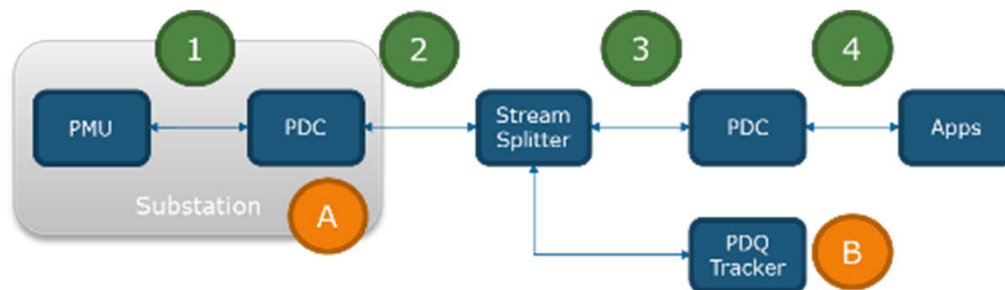 1
2
3
4
PMU
PDC
Stream
Splitter
PDC
Apps
Substation
A
PDQ
Tracker
B